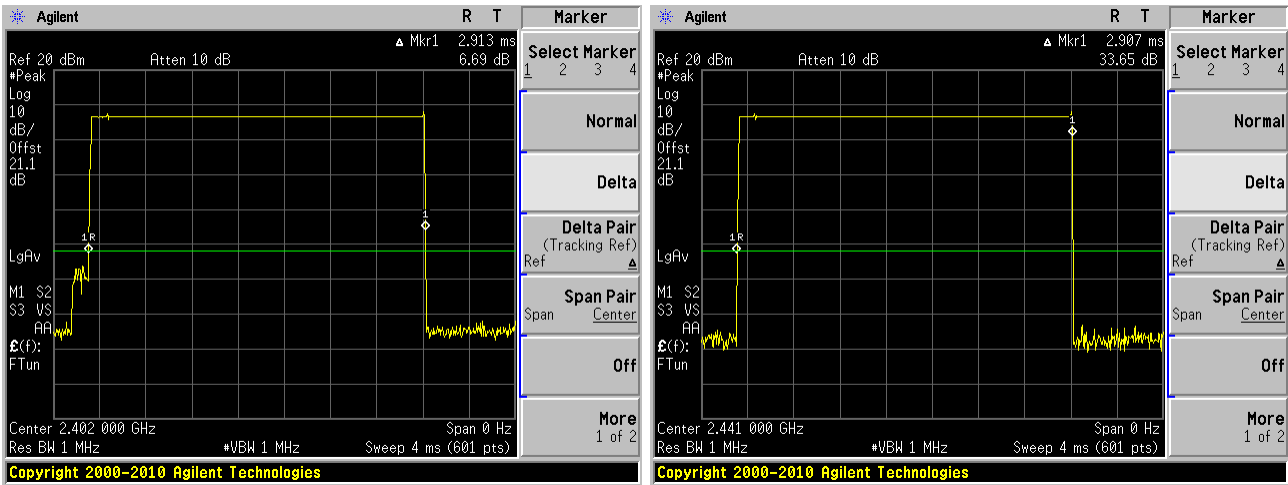 Agilent R T Marker
Δ Mkr1 2.913 ms
Ref 20 dBm Atten 10 dB 6.69 dB
#Peak
Log
10
dB/
Offst
21.1
dB
LgAv
M1 S2
S3 VS
AA
£(f):
FTun
1R
1
Center 2.402 000 GHz Span 0 Hz
Res BW 1 MHz #VBW 1 MHz Sweep 4 ms (601 pts)
Copyright 2000-2010 Agilent Technologies
Select Marker
1 2 3 4
Normal
Delta
Delta Pair
(Tracking Ref)
Ref Δ
Span Pair
Span Center
Off
More
1 of 2
Agilent R T Marker
Δ Mkr1 2.907 ms
Ref 20 dBm Atten 10 dB 33.65 dB
#Peak
Log
10
dB/
Offst
21.1
dB
LgAv
M1 S2
S3 VS
AA
£(f):
FTun
1R
1
Center 2.441 000 GHz Span 0 Hz
Res BW 1 MHz #VBW 1 MHz Sweep 4 ms (601 pts)
Copyright 2000-2010 Agilent Technologies
Select Marker
1 2 3 4
Normal
Delta
Delta Pair
(Tracking Ref)
Ref Δ
Span Pair
Span Center
Off
More
1 of 2